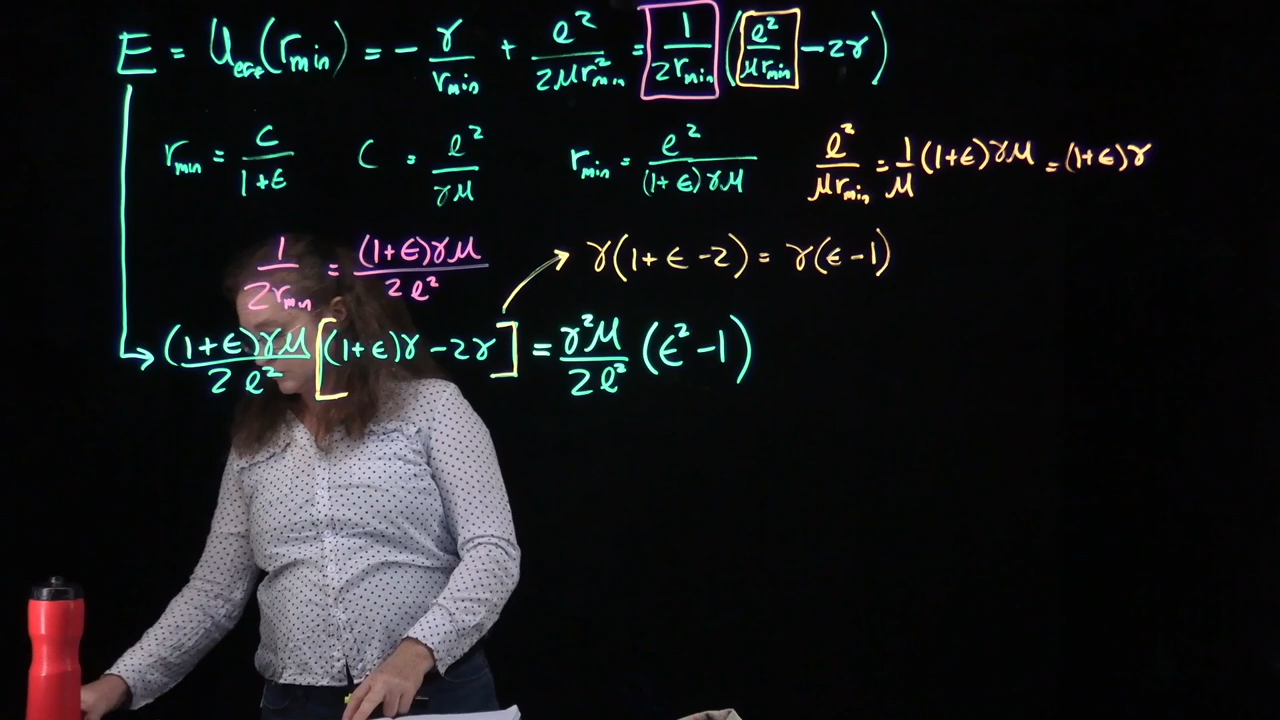 E = U_eff(r_min) = - γ/r_min + ℓ²/2μr²_min = 1/2r_min (ℓ²/μr_min - 2γ)
r_min = c/1+ϵ   c = ℓ²/γμ   r_min = ℓ²/(1+ϵ)γμ   ℓ²/μr_min = 1/μ (1+ϵ)γμ = (1+ϵ)γ
1/2r_min = (1+ϵ)γμ/2ℓ²   → γ(1+ϵ-2) = γ(ϵ-1)
→ (1+ϵ)γμ/2ℓ² [(1+ϵ)γ - 2γ] = γ²μ/2ℓ² (ϵ²-1)